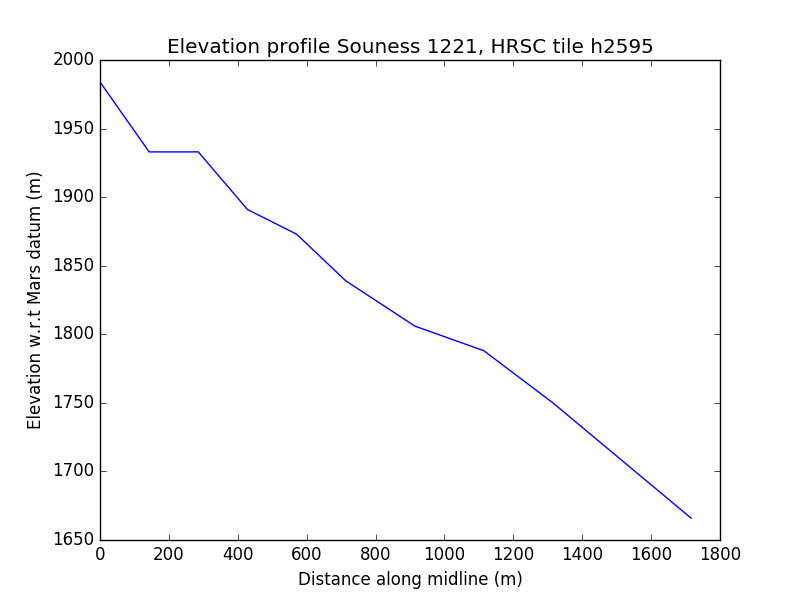 Elevation profile Souness 1221, HRSC tile h2595
2000
1950
1900
1850
1800
1750
1700
1650
Elevation w.r.t Mars datum (m)
0 200 400 600 800 1000 1200 1400 1600 1800
Distance along midline (m)